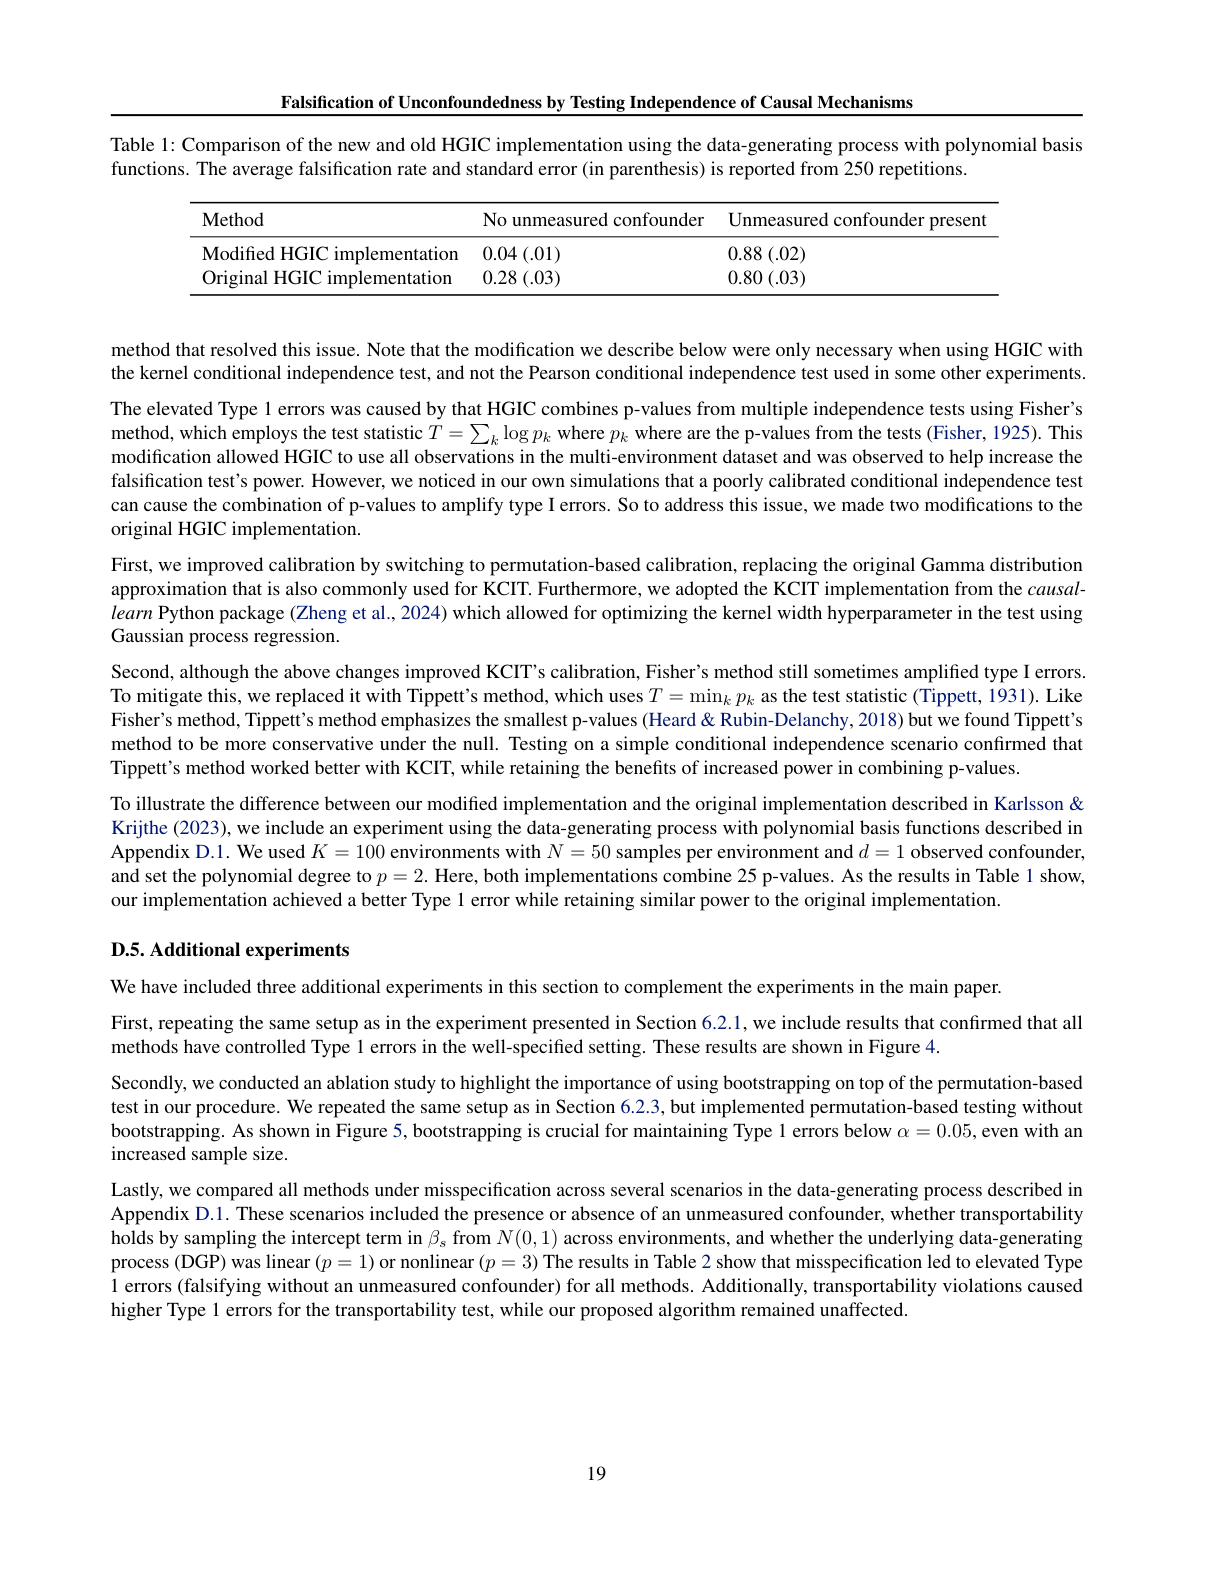 Falsification of Unconfoundedness by Testing Independence of Causal Mechanisms
Table 1: Comparison of the new and old HGIC implementation using the data-generating process with polynomial basis
functions. The average falsification rate and standard error (in parenthesis) is reported from 250 repetitions.
Method No unmeasured confounder Unmeasured confounder present
Modified HGIC implementation 0.04 (.01) 0.88 (.02)
Original HGIC implementation 0.28 (.03) 0.80 (.03)
method that resolved this issue. Note that the modification we describe below were only necessary when using HGIC with
the kernel conditional independence test, and not the Pearson conditional independence test used in some other experiments.
The elevated Type 1 errors was caused by that HGIC combines p-values from multiple independence tests using Fisher's
method, which employs the test statistic $T = \sum_k \log p_k$ where $p_k$ where are the p-values from the tests (Fisher, 1925). This
modification allowed HGIC to use all observations in the multi-environment dataset and was observed to help increase the
falsification test's power. However, we noticed in our own simulations that a poorly calibrated conditional independence test
can cause the combination of p-values to amplify type I errors. So to address this issue, we made two modifications to the
original HGIC implementation.
First, we improved calibration by switching to permutation-based calibration, replacing the original Gamma distribution
approximation that is also commonly used for KCIT. Furthermore, we adopted the KCIT implementation from the causal-
learn Python package (Zheng et al., 2024) which allowed for optimizing the kernel width hyperparameter in the test using
Gaussian process regression.
Second, although the above changes improved KCIT's calibration, Fisher's method still sometimes amplified type I errors.
To mitigate this, we replaced it with Tippett's method, which uses $T = \min_k p_k$ as the test statistic (Tippett, 1931). Like
Fisher's method, Tippett's method emphasizes the smallest p-values (Heard & Rubin-Delanchy, 2018) but we found Tippett's
method to be more conservative under the null. Testing on a simple conditional independence scenario confirmed that
Tippett's method worked better with KCIT, while retaining the benefits of increased power in combining p-values.
To illustrate the difference between our modified implementation and the original implementation described in Karlsson &
Krijthe (2023), we include an experiment using the data-generating process with polynomial basis functions described in
Appendix D.1. We used $K = 100$ environments with $N = 50$ samples per environment and $d = 1$ observed confounder,
and set the polynomial degree to $p = 2$. Here, both implementations combine 25 p-values. As the results in Table 1 show,
our implementation achieved a better Type 1 error while retaining similar power to the original implementation.
D.5. Additional experiments
We have included three additional experiments in this section to complement the experiments in the main paper.
First, repeating the same setup as in the experiment presented in Section 6.2.1, we include results that confirmed that all
methods have controlled Type 1 errors in the well-specified setting. These results are shown in Figure 4.
Secondly, we conducted an ablation study to highlight the importance of using bootstrapping on top of the permutation-based
test in our procedure. We repeated the same setup as in Section 6.2.3, but implemented permutation-based testing without
bootstrapping. As shown in Figure 5, bootstrapping is crucial for maintaining Type 1 errors below $\alpha = 0.05$, even with an
increased sample size.
Lastly, we compared all methods under misspecification across several scenarios in the data-generating process described in
Appendix D.1. These scenarios included the presence or absence of an unmeasured confounder, whether transportability
holds by sampling the intercept term in $\beta_s$ from $N(0, 1)$ across environments, and whether the underlying data-generating
process (DGP) was linear ($p = 1$) or nonlinear ($p = 3$) The results in Table 2 show that misspecification led to elevated Type
1 errors (falsifying without an unmeasured confounder) for all methods. Additionally, transportability violations caused
higher Type 1 errors for the transportability test, while our proposed algorithm remained unaffected.
19